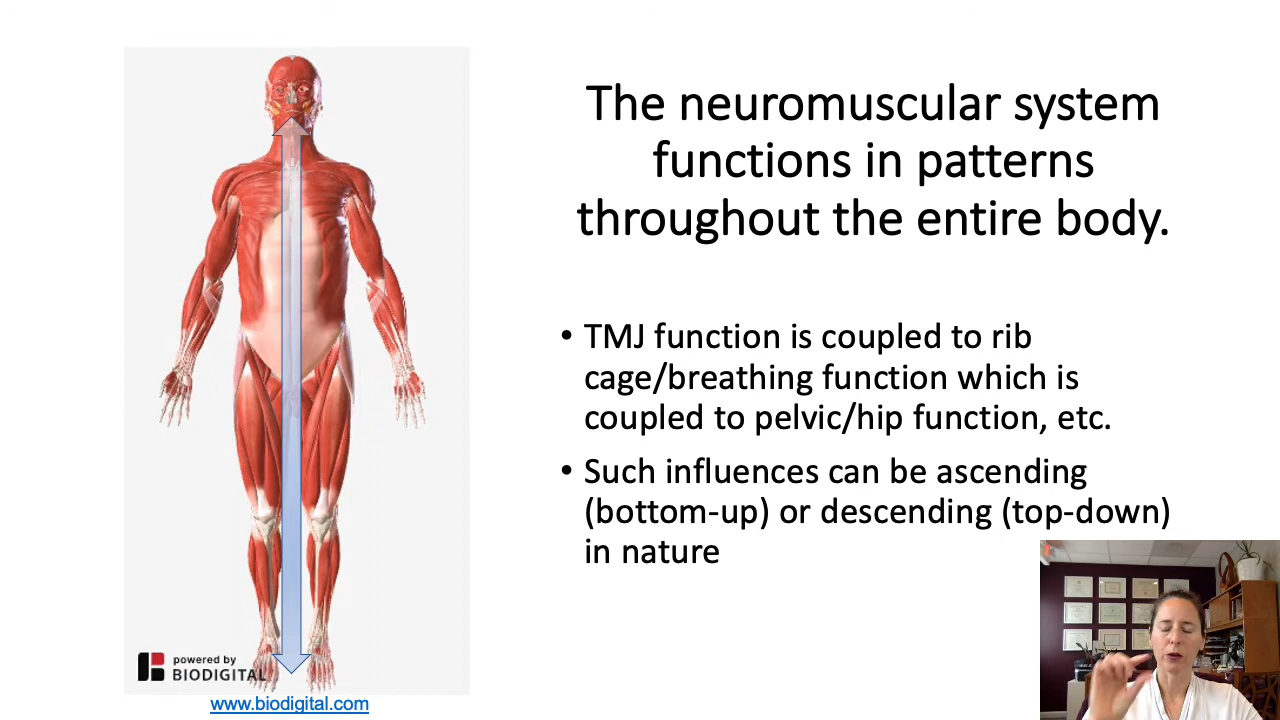 The neuromuscular system
functions in patterns
throughout the entire body.
• TMJ function is coupled to rib
cage/breathing function which is
coupled to pelvic/hip function, etc.
• Such influences can be ascending
(bottom-up) or descending (top-down)
in nature
powered by
BIODIGITAL
www.biodigital.com